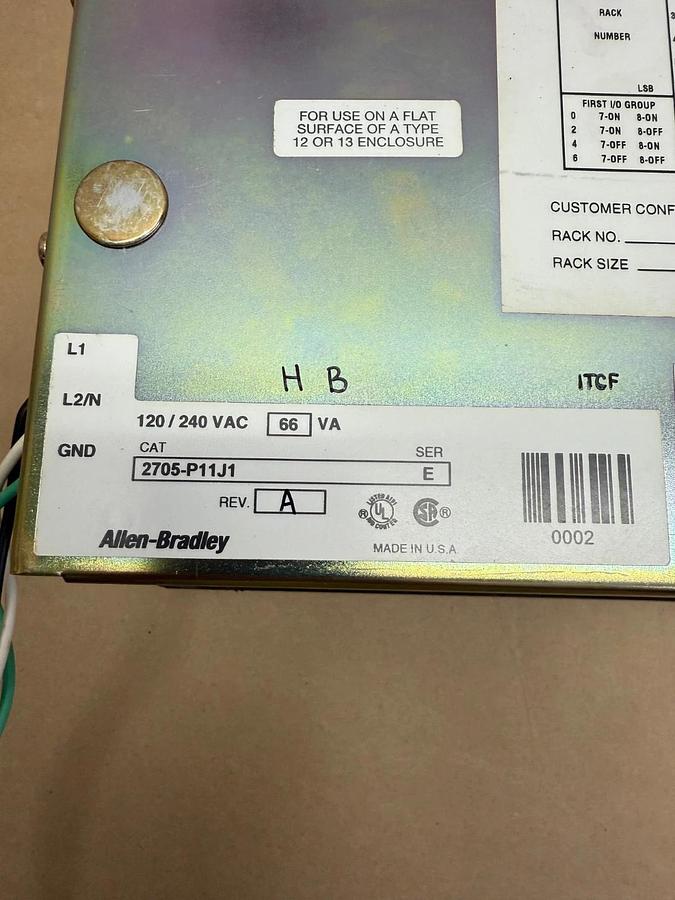 RACK
NUMBER
LSB
FIRST I/O GROUP
0 7-ON 8-ON
2 7-ON 8-OFF
4 7-OFF 8-ON
6 7-OFF 8-OFF
FOR USE ON A FLAT
SURFACE OF A TYPE
12 OR 13 ENCLOSURE
CUSTOMER CONF
RACK NO.
RACK SIZE
L1
H B
ITCF
L2/N
120 / 240 VAC 66 VA
GND
CAT SER
2705-P11J1 E
REV. A
UL
SA
Allen-Bradley
MADE IN U.S.A
0002